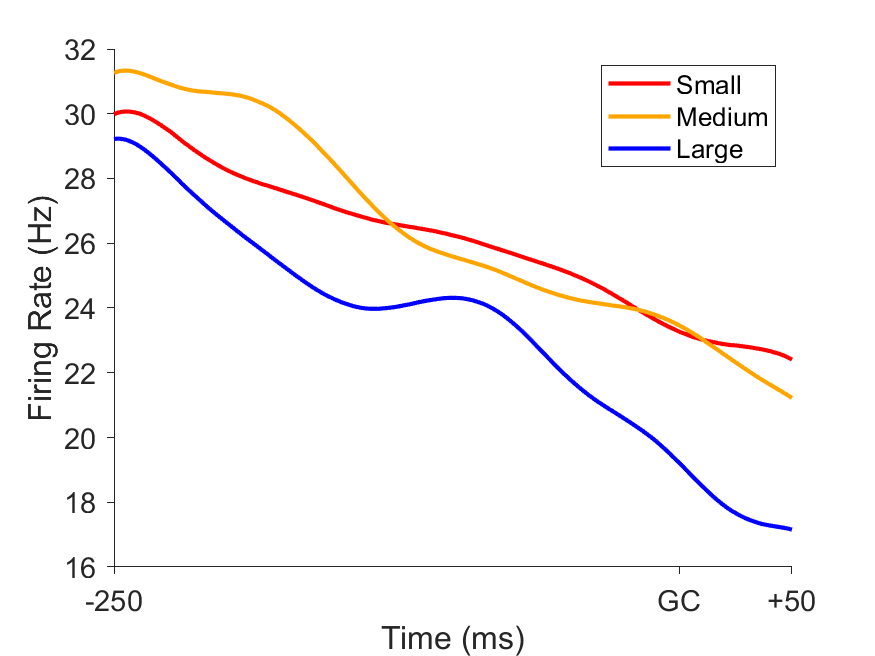 32
30
28
26
24
22
20
18
16
Firing Rate (Hz)
Small
Medium
Large
-250
GC
+50
Time (ms)